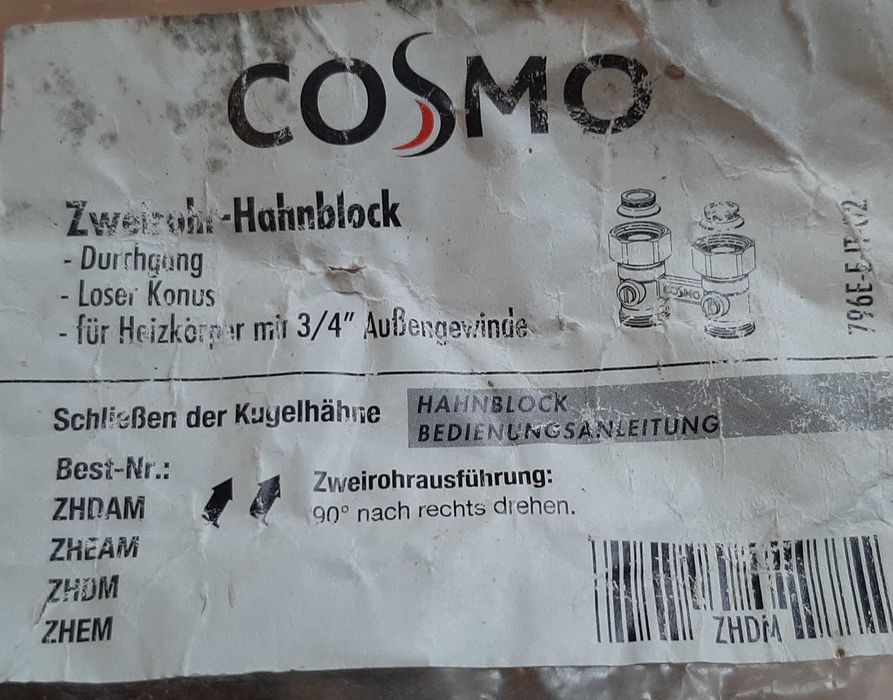 COSMO
Zweirohr-Hahnblock
- Durchgang
- Loser Konus
- für Heizkörper mit 3/4" Außengewinde
COSMO
Schließen der Kugelhähne
HAHNBLOCK
BEDIENUNGSANLEITUNG
Best-Nr.:
ZHDAM
ZHEAM
ZHDM
ZHEM
Zweirohrausführung:
90° nach rechts drehen.
ZHDM